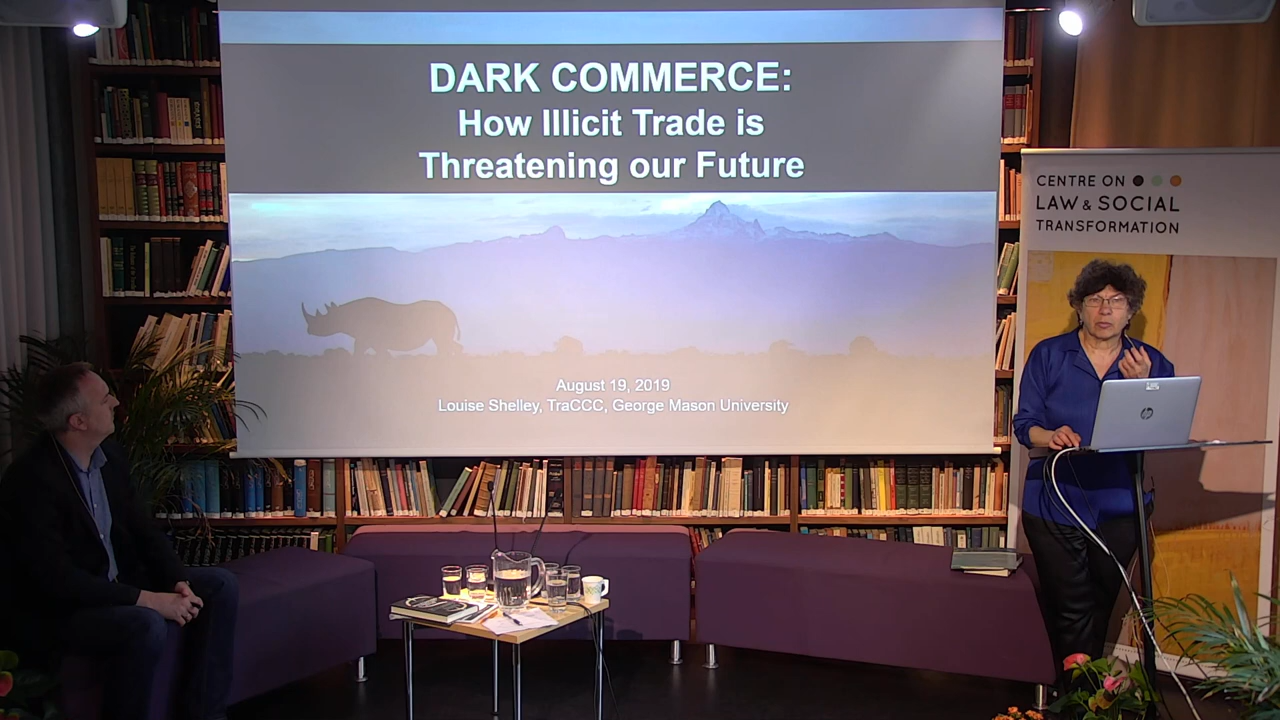 DARK COMMERCE:
How Illicit Trade is
Threatening our Future
August 19, 2019
Louise Shelley, TraCCC, George Mason University
CENTRE ON
LAW & SOCIAL
TRANSFORMATION
hp